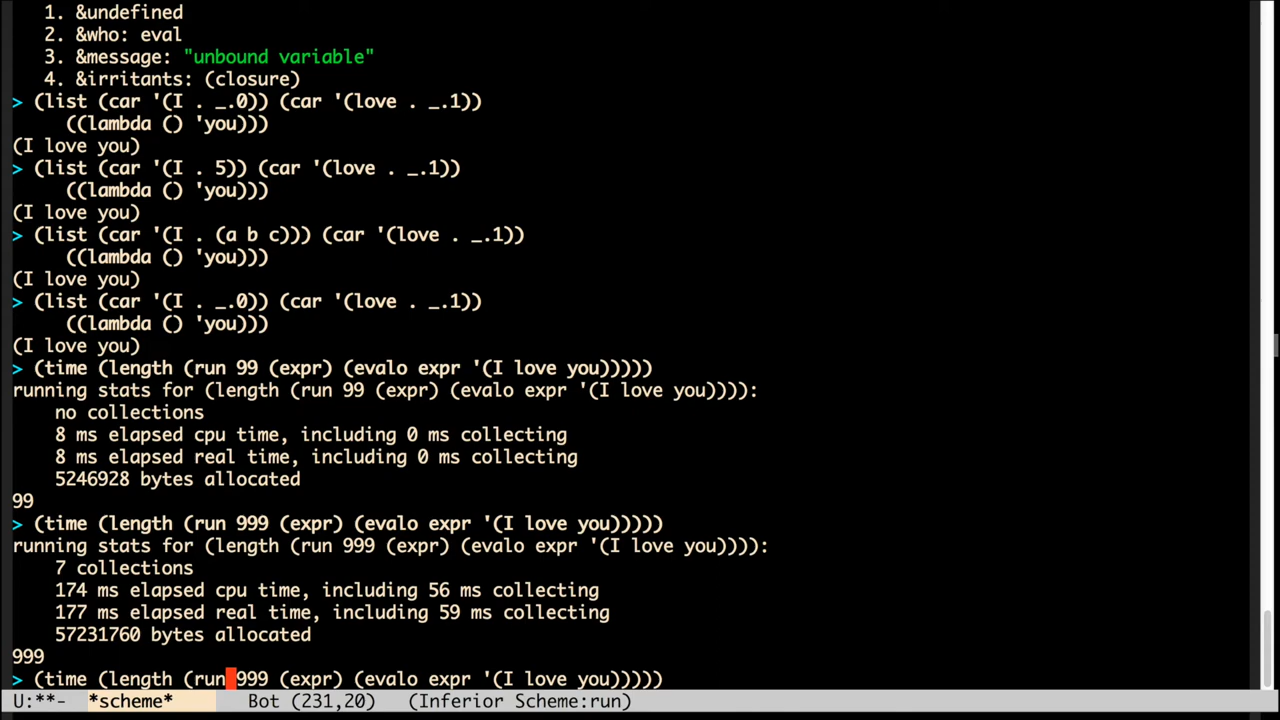 1. &undefined
2. &who: eval
3. &message: "unbound variable"
4. &irritants: (closure)
> (list (car '(I . _.0)) (car '(love . _.1))
((lambda () 'you)))
(I love you)
> (list (car '(I . 5)) (car '(love . _.1))
((lambda () 'you)))
(I love you)
> (list (car '(I . (a b c))) (car '(love . _.1))
((lambda () 'you)))
(I love you)
> (list (car '(I . _.0)) (car '(love . _.1))
((lambda () 'you)))
(I love you)
> (time (length (run 99 (expr) (evalo expr '(I love you)))))
running stats for (length (run 99 (expr) (evalo expr '(I love you)))):
no collections
8 ms elapsed cpu time, including 0 ms collecting
8 ms elapsed real time, including 0 ms collecting
5246928 bytes allocated
99
> (time (length (run 999 (expr) (evalo expr '(I love you)))))
running stats for (length (run 999 (expr) (evalo expr '(I love you)))):
7 collections
174 ms elapsed cpu time, including 56 ms collecting
177 ms elapsed real time, including 59 ms collecting
57231760 bytes allocated
999
> (time (length (run 999 (expr) (evalo expr '(I love you)))))
U:**- *scheme* Bot (231,20) (Inferior Scheme:run)